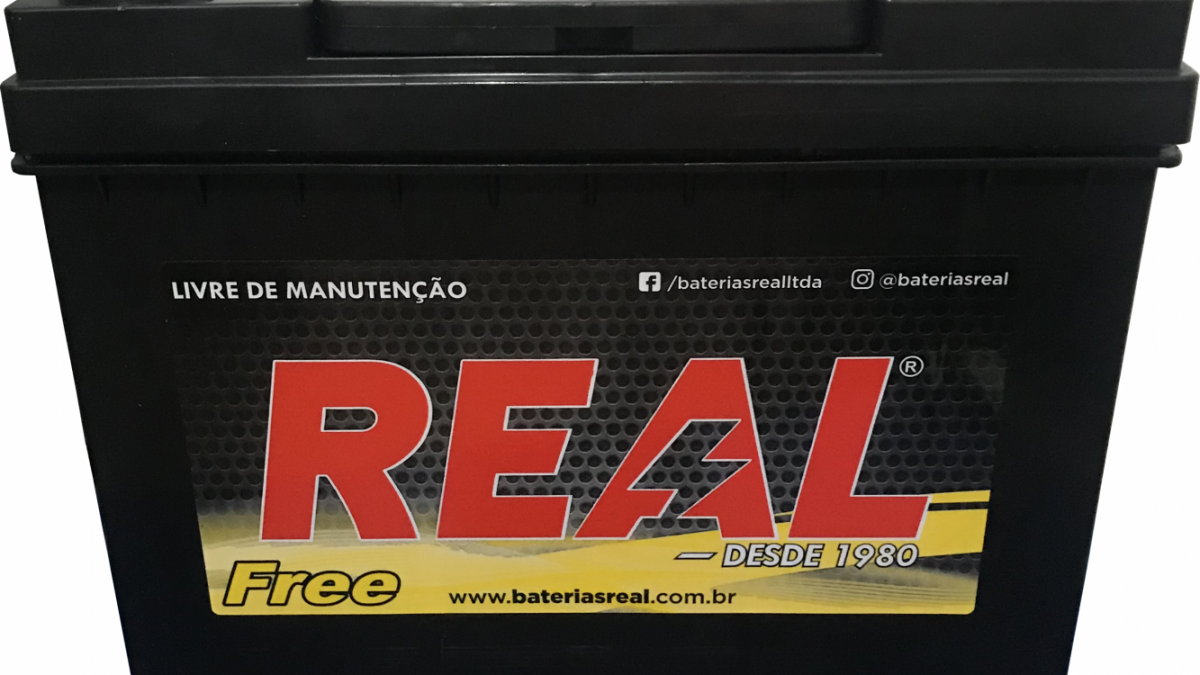 LIVRE DE MANUTENÇÃO
/bateriasrealltda @bateriasreal
REAL®
DESDE 1980
Free
www.bateriasreal.com.br